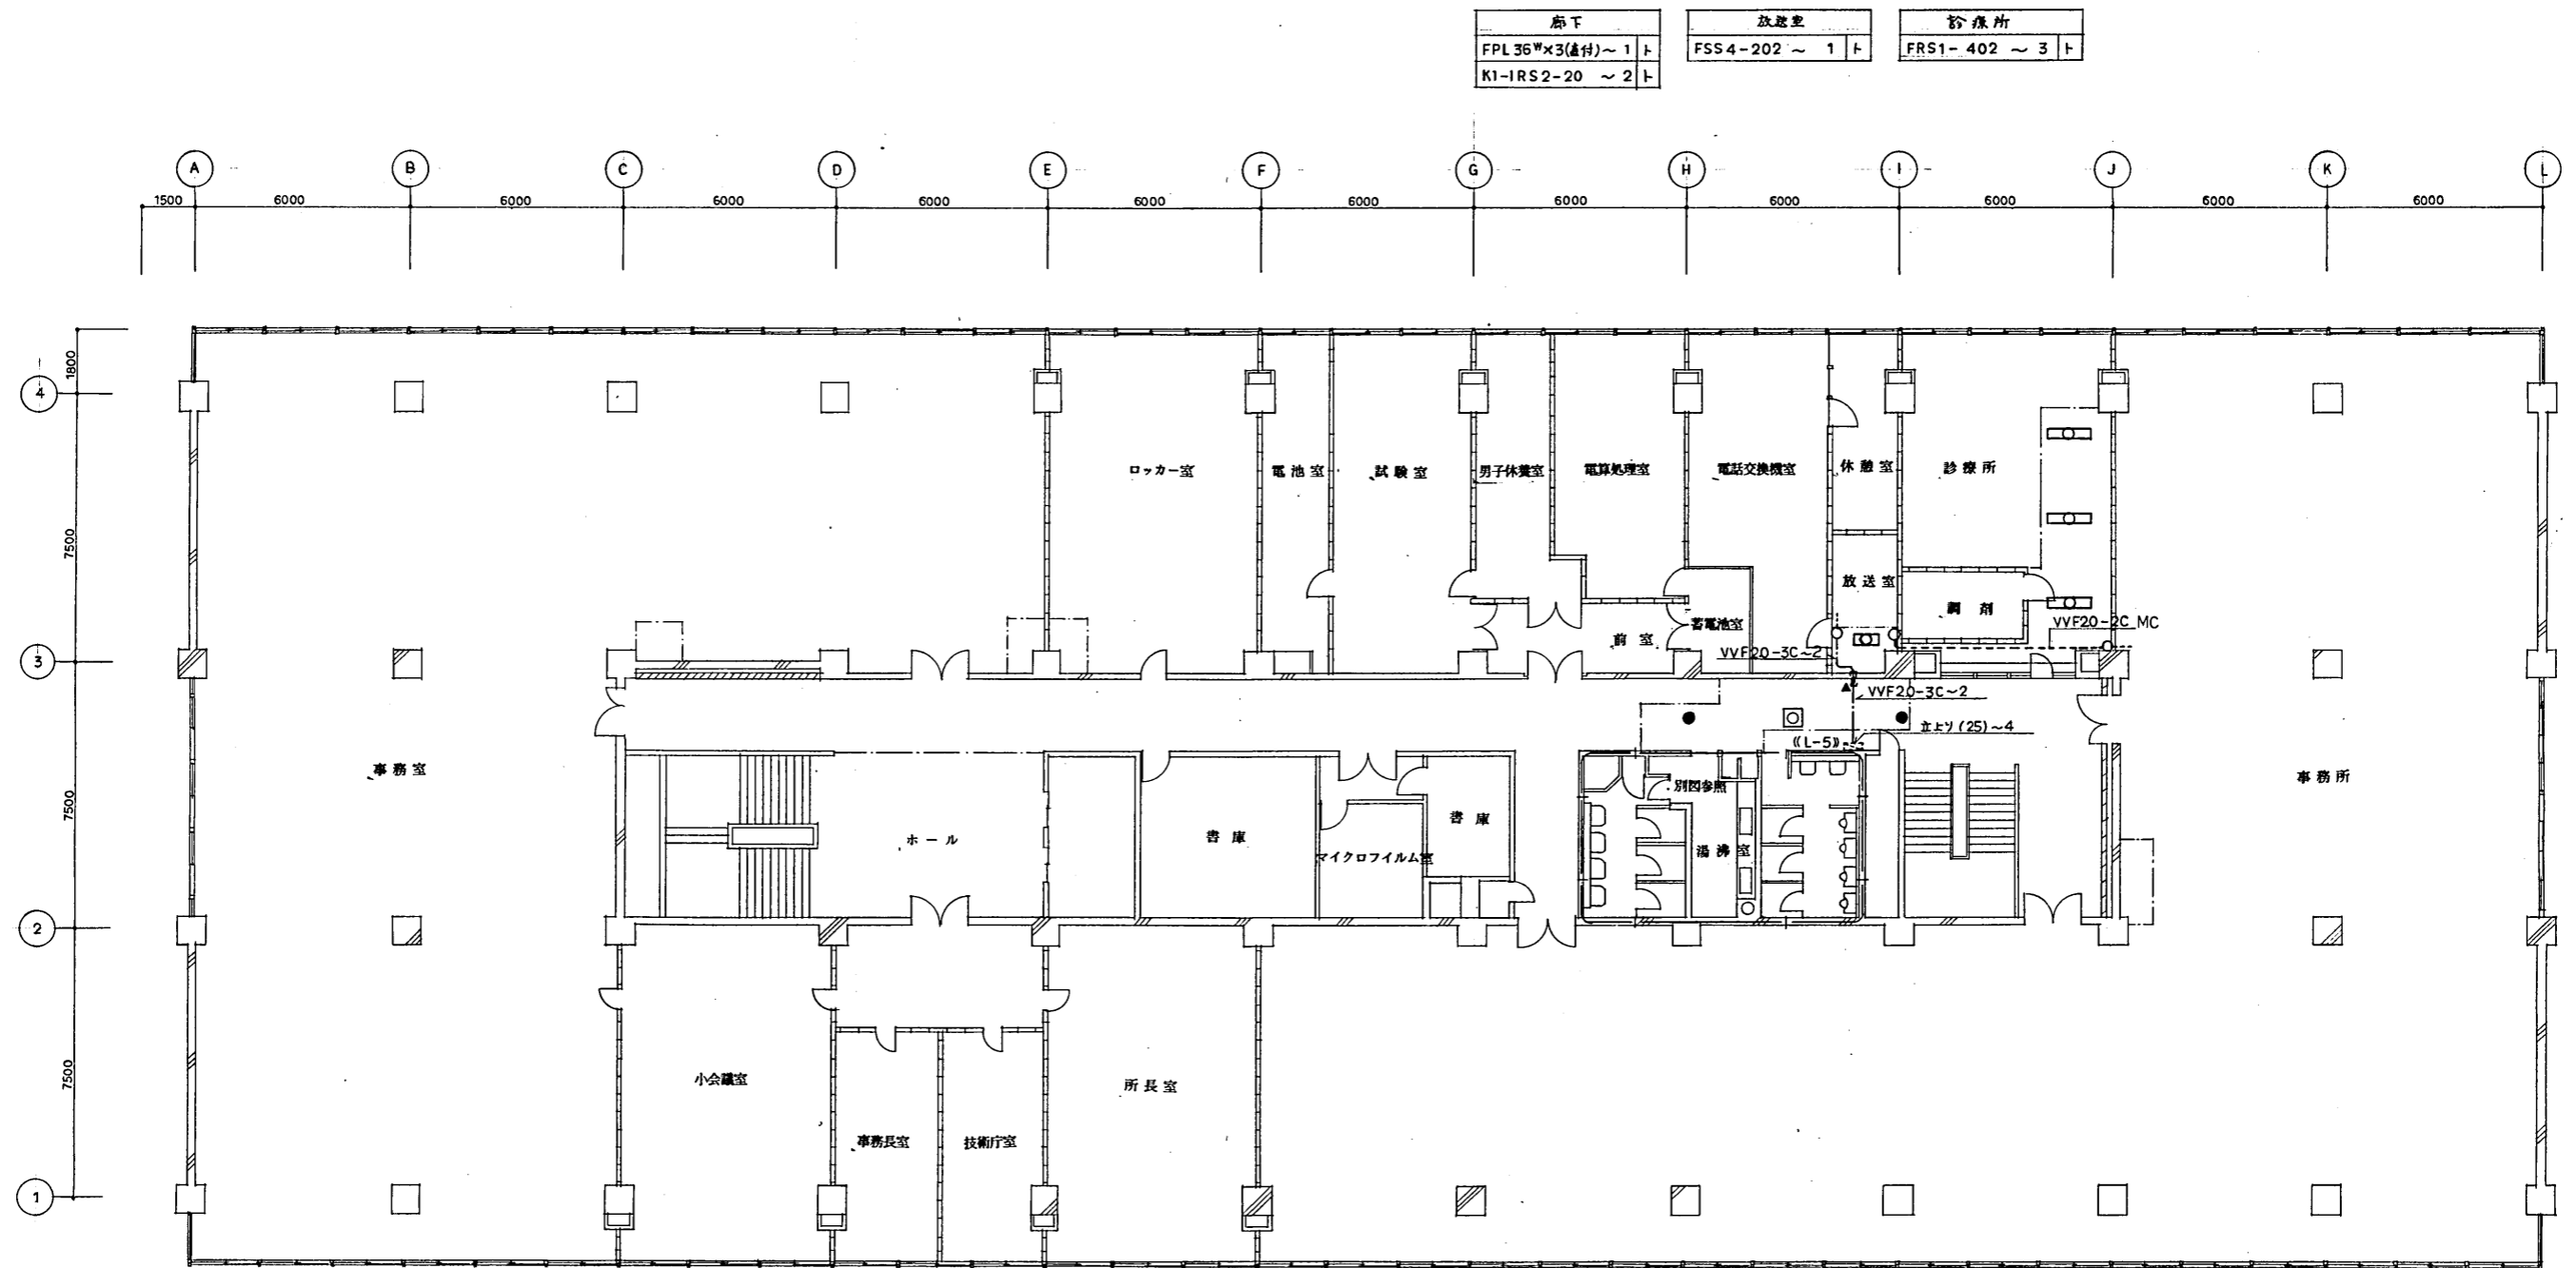 廊下
FPL36W×3(直付)～1 ト
K1-IRS2-20 ～2 ト
放送室
FSS4-202 ～ 1 ト
診療所
FRS1-402 ～ 3 ト
A B C D E F G H I J K L
1500 6000 6000 6000 6000 6000 6000 6000 6000 6000 6000 6000
1800
4
7500
3
7500
2
7500
1
ロッカー室
電池室
試験室
男子休養室
電算処理室
電話交換機室
休憩室
診療所
放送室
調剤
前室
蓄電池室
VVF20-2C MC
VVF20-3C～2
VVF20-3C～2
立上り(25)～4
《L-5》
事務室
ホール
書庫
マイクロフイルム室
書庫
別図参照
湯沸室
事務所
小会議室
事務長室
技術庁室
所長室